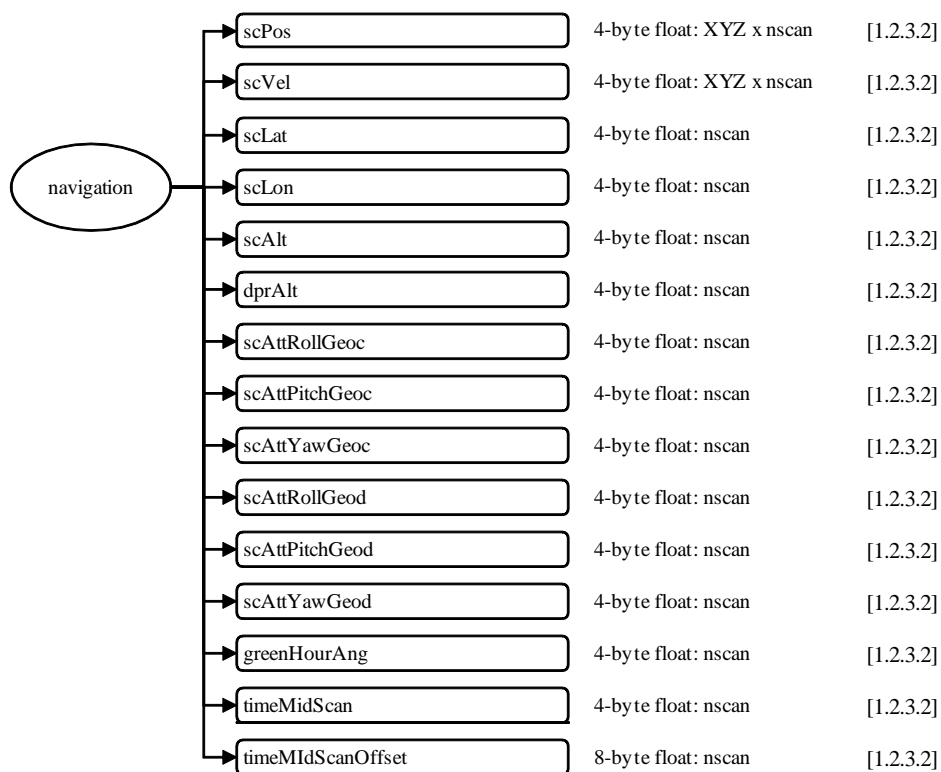 scPos 4-byte float: XYZ x nscan [1.2.3.2]
scVel 4-byte float: XYZ x nscan [1.2.3.2]
scLat 4-byte float: nscan [1.2.3.2]
navigation scLon 4-byte float: nscan [1.2.3.2]
scAlt 4-byte float: nscan [1.2.3.2]
dprAlt 4-byte float: nscan [1.2.3.2]
scAttRollGeoc 4-byte float: nscan [1.2.3.2]
scAttPitchGeoc 4-byte float: nscan [1.2.3.2]
scAttYawGeoc 4-byte float: nscan [1.2.3.2]
scAttRollGeod 4-byte float: nscan [1.2.3.2]
scAttPitchGeod 4-byte float: nscan [1.2.3.2]
scAttYawGeod 4-byte float: nscan [1.2.3.2]
greenHourAng 4-byte float: nscan [1.2.3.2]
timeMidScan 4-byte float: nscan [1.2.3.2]
timeMIdScanOffset 8-byte float: nscan [1.2.3.2]